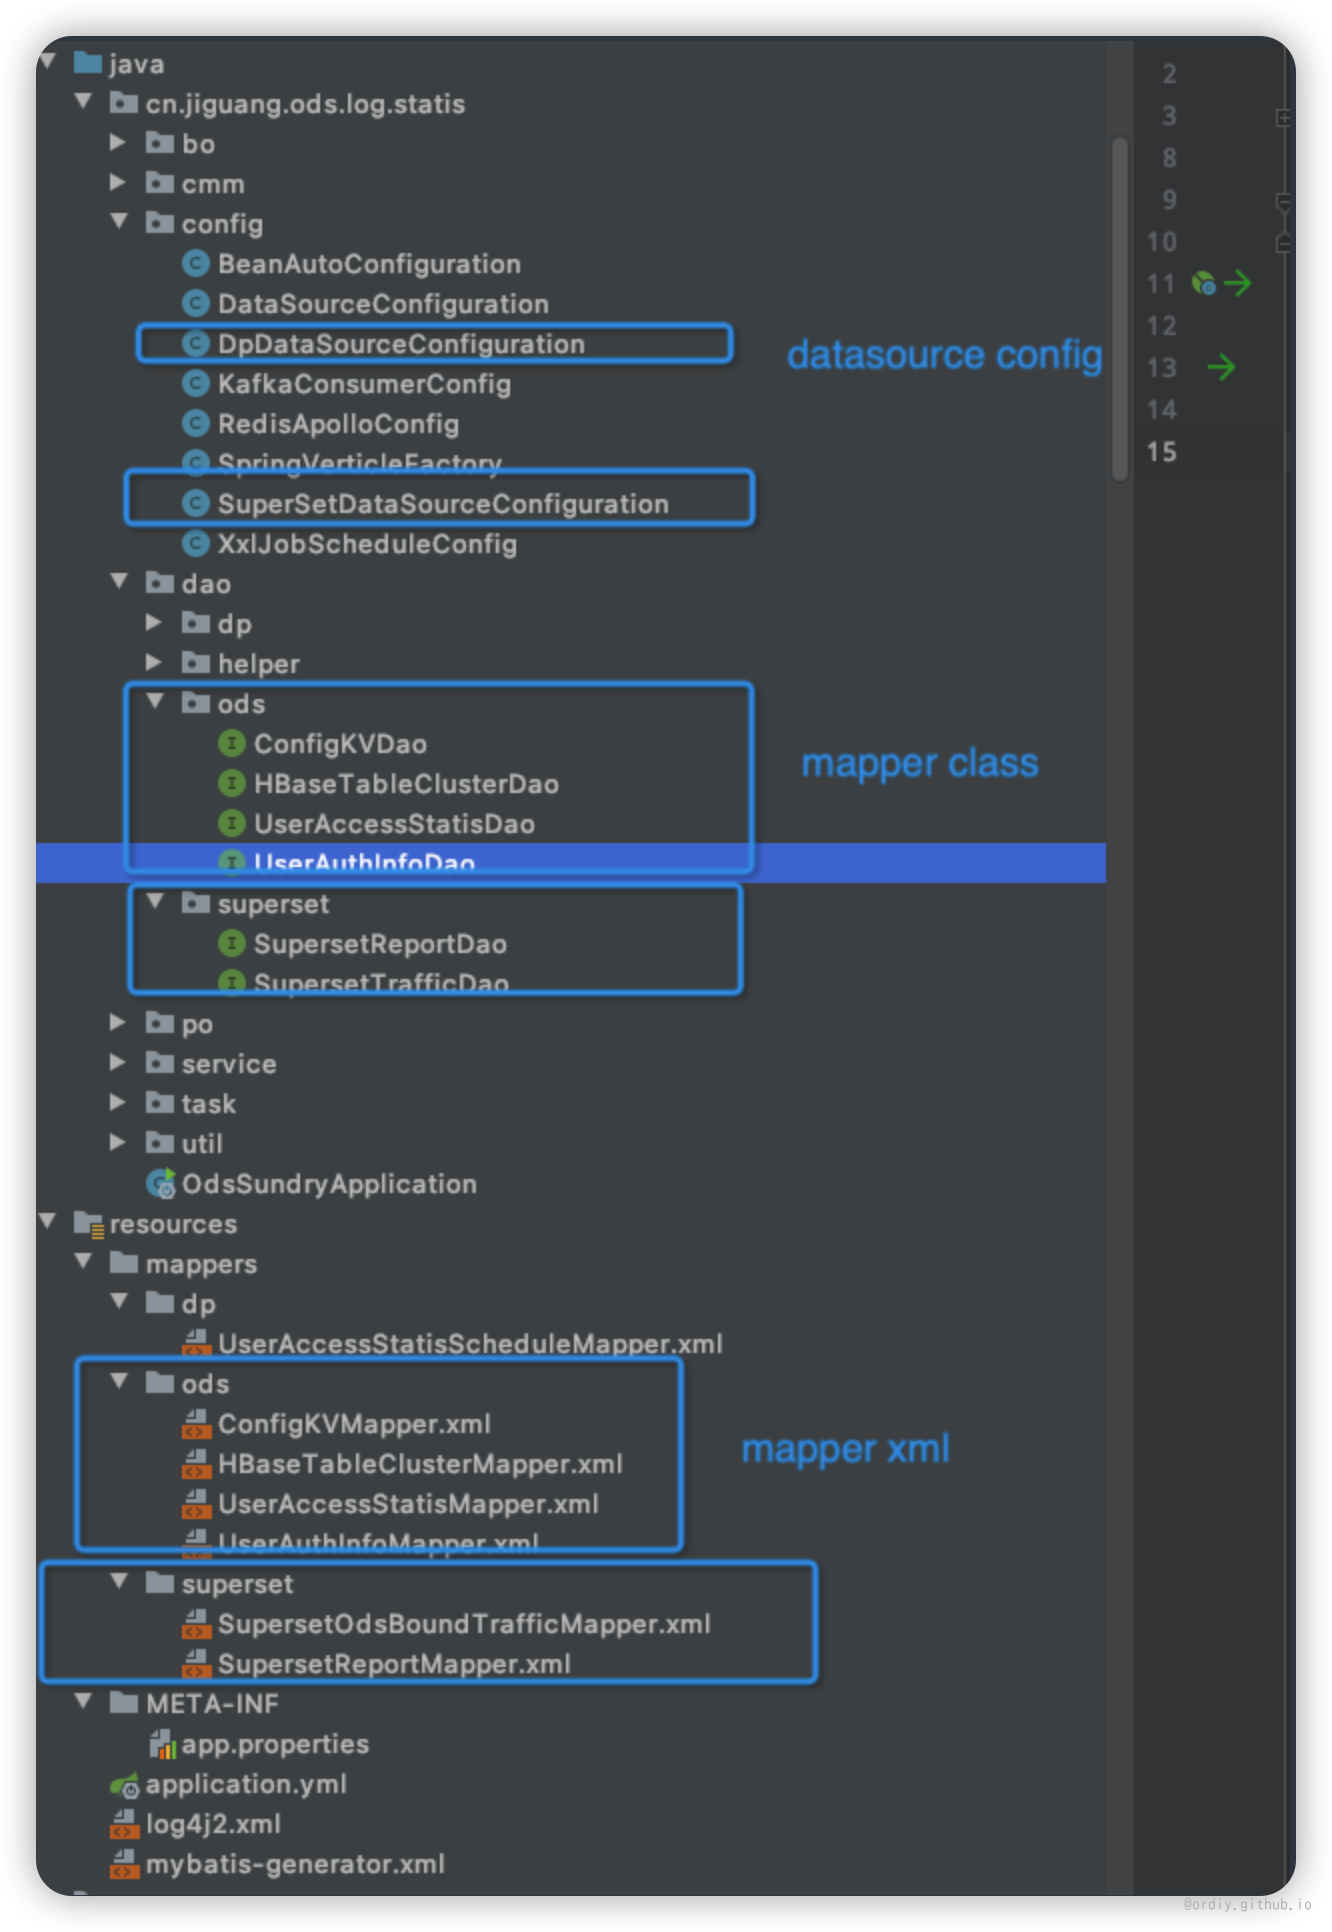 java
cn.jiguang.ods.log.statis
bo
cmm
config
BeanAutoConfiguration
DataSourceConfiguration
DpDataSourceConfiguration
datasource config
KafkaConsumerConfig
RedisApolloConfig
SpringVerticleFactory
SuperSetDataSourceConfiguration
XxlJobScheduleConfig
dao
dp
helper
ods
ConfigKVDao
mapper class
HBaseTableClusterDao
UserAccessStatisDao
UserAuthInfoDao
superset
SupersetReportDao
SupersetTrafficDao
po
service
task
util
OdsSundryApplication
resources
mappers
dp
UserAccessStatisScheduleMapper.xml
ods
ConfigKVMapper.xml
mapper xml
HBaseTableClusterMapper.xml
UserAccessStatisMapper.xml
UserAuthInfoMapper.xml
superset
SupersetOdsBoundTrafficMapper.xml
SupersetReportMapper.xml
META-INF
app.properties
application.yml
log4j2.xml
mybatis-generator.xml
2
3
8
9
10
11
12
13
14
15
@ordiy.github.io